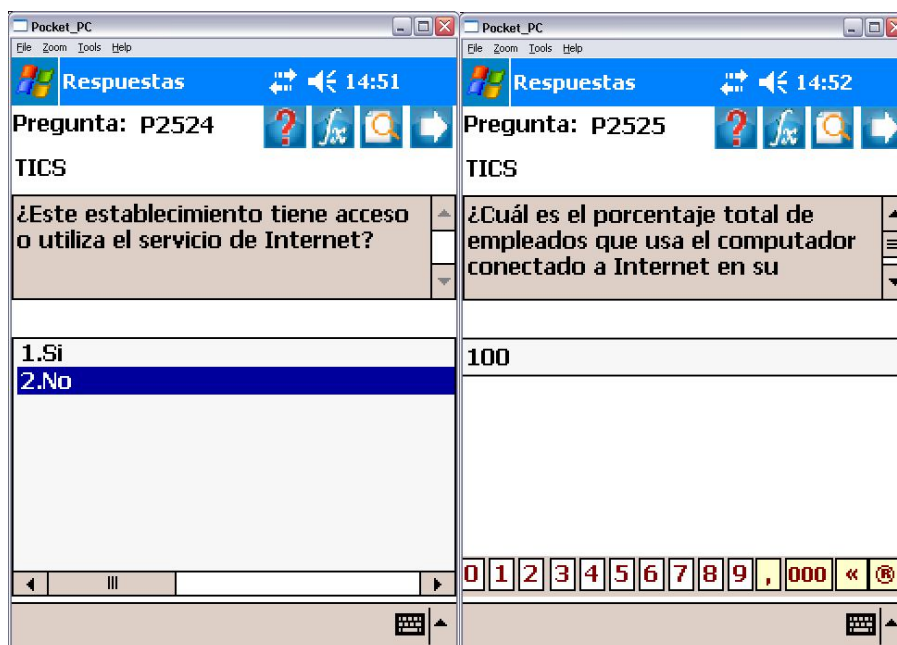 Pocket_PC
File Zoom Tools Help
Respuestas 14:51
Pregunta: P2524
TICS
¿Este establecimiento tiene acceso
o utiliza el servicio de Internet?
1.Si
2.No
Pocket_PC
File Zoom Tools Help
Respuestas 14:52
Pregunta: P2525
TICS
¿Cuál es el porcentaje total de
empleados que usa el computador
conectado a Internet en su
100
0 1 2 3 4 5 6 7 8 9 , 000 « ®